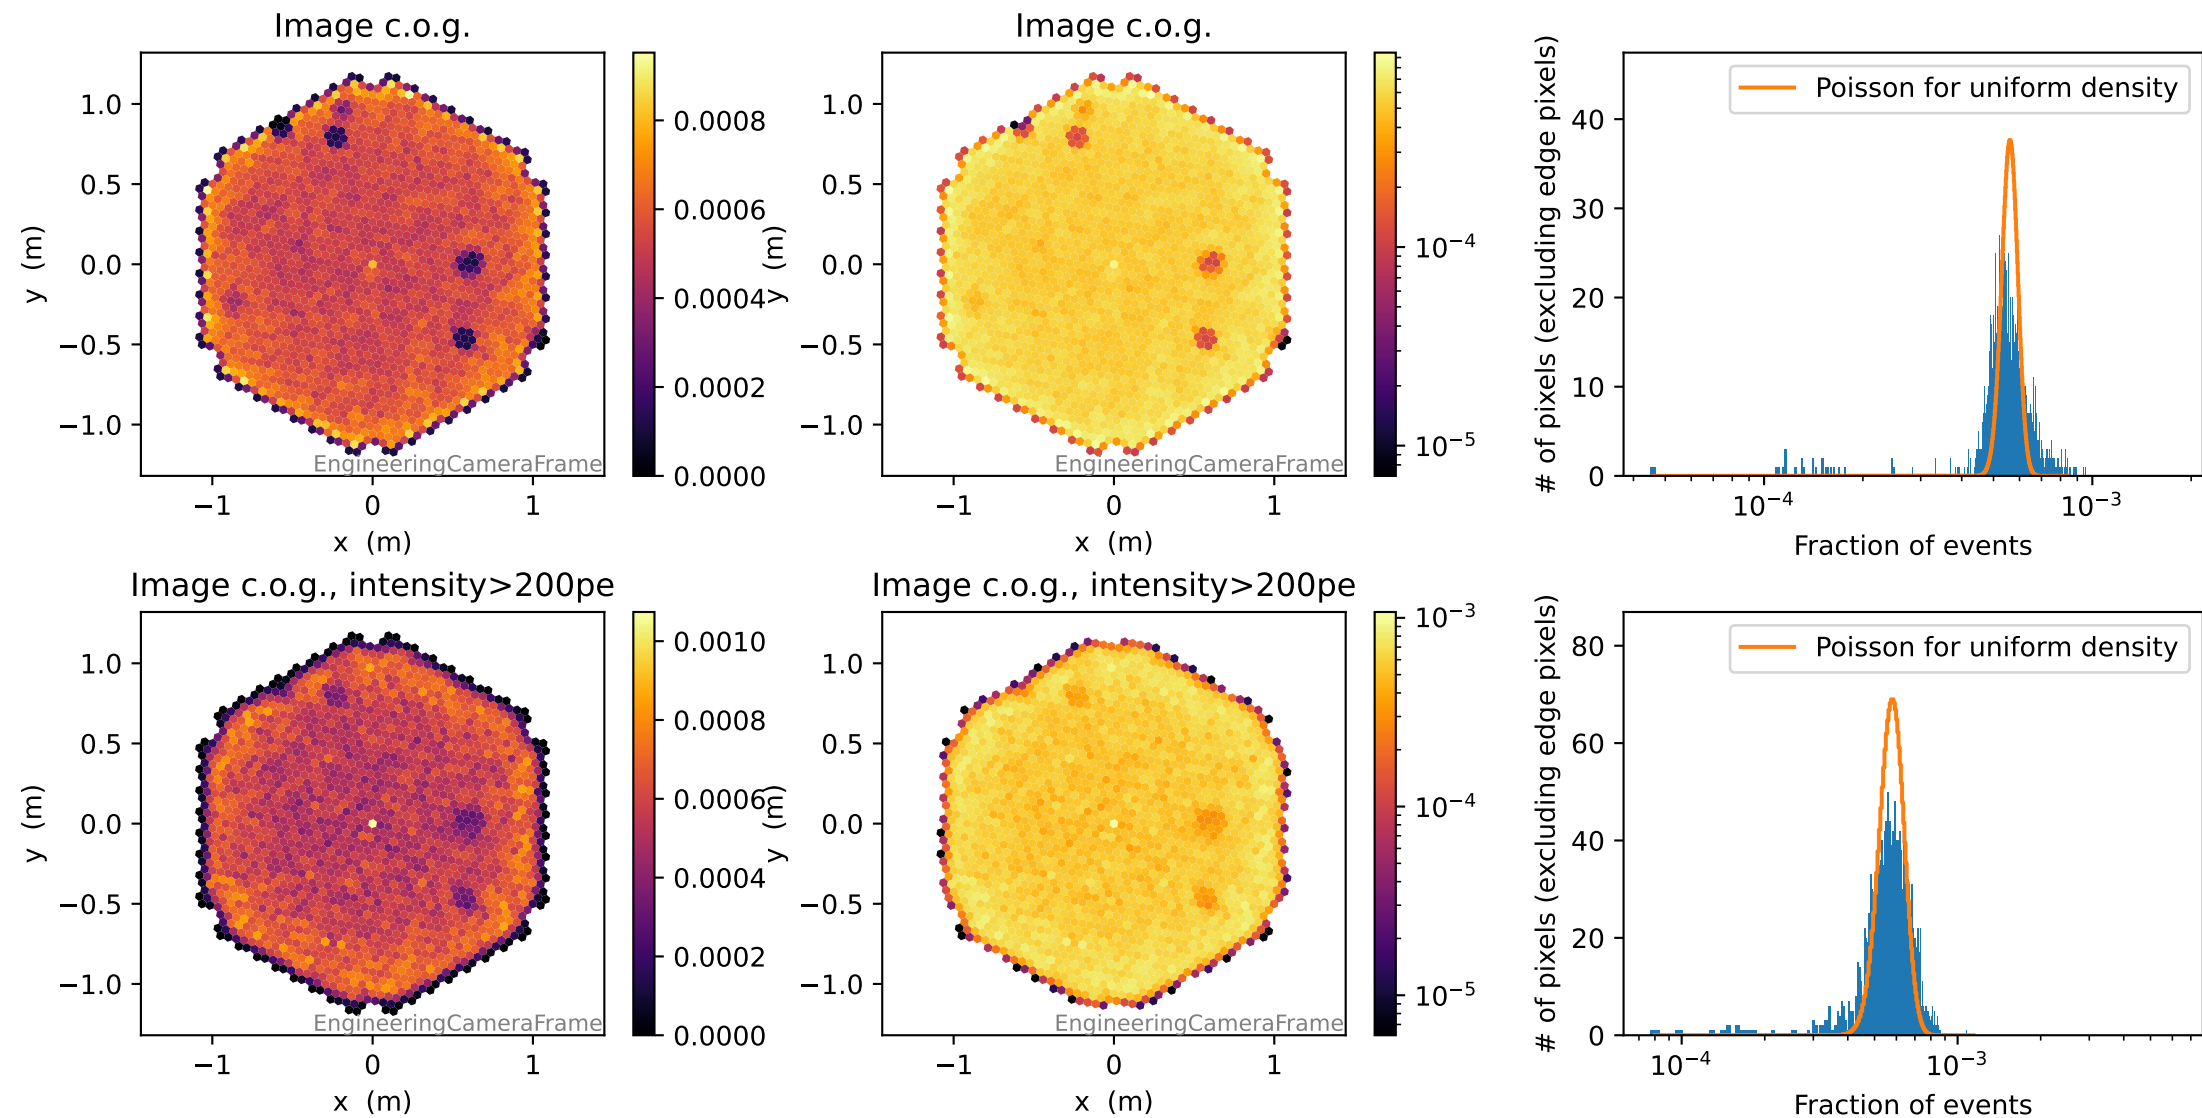 Image c.o.g.
1.0
0.5
0.0
−0.5
−1.0
y (m)
−1
0
1
x (m)
EngineeringCameraFrame
0.0008
0.0006
0.0004
0.0002
0.0000
Image c.o.g.
1.0
0.5
0.0
−0.5
−1.0
y (m)
−1
0
1
x (m)
EngineeringCameraFrame
10⁻⁴
10⁻⁵
Poisson for uniform density
# of pixels (excluding edge pixels)
40
30
20
10
0
10⁻⁴
10⁻³
Fraction of events
Image c.o.g., intensity>200pe
1.0
0.5
0.0
−0.5
−1.0
y (m)
−1
0
1
x (m)
EngineeringCameraFrame
0.0010
0.0008
0.0006
0.0004
0.0002
0.0000
Image c.o.g., intensity>200pe
1.0
0.5
0.0
−0.5
−1.0
y (m)
−1
0
1
x (m)
EngineeringCameraFrame
10⁻³
10⁻⁴
10⁻⁵
Poisson for uniform density
# of pixels (excluding edge pixels)
80
60
40
20
0
10⁻⁴
10⁻³
Fraction of events